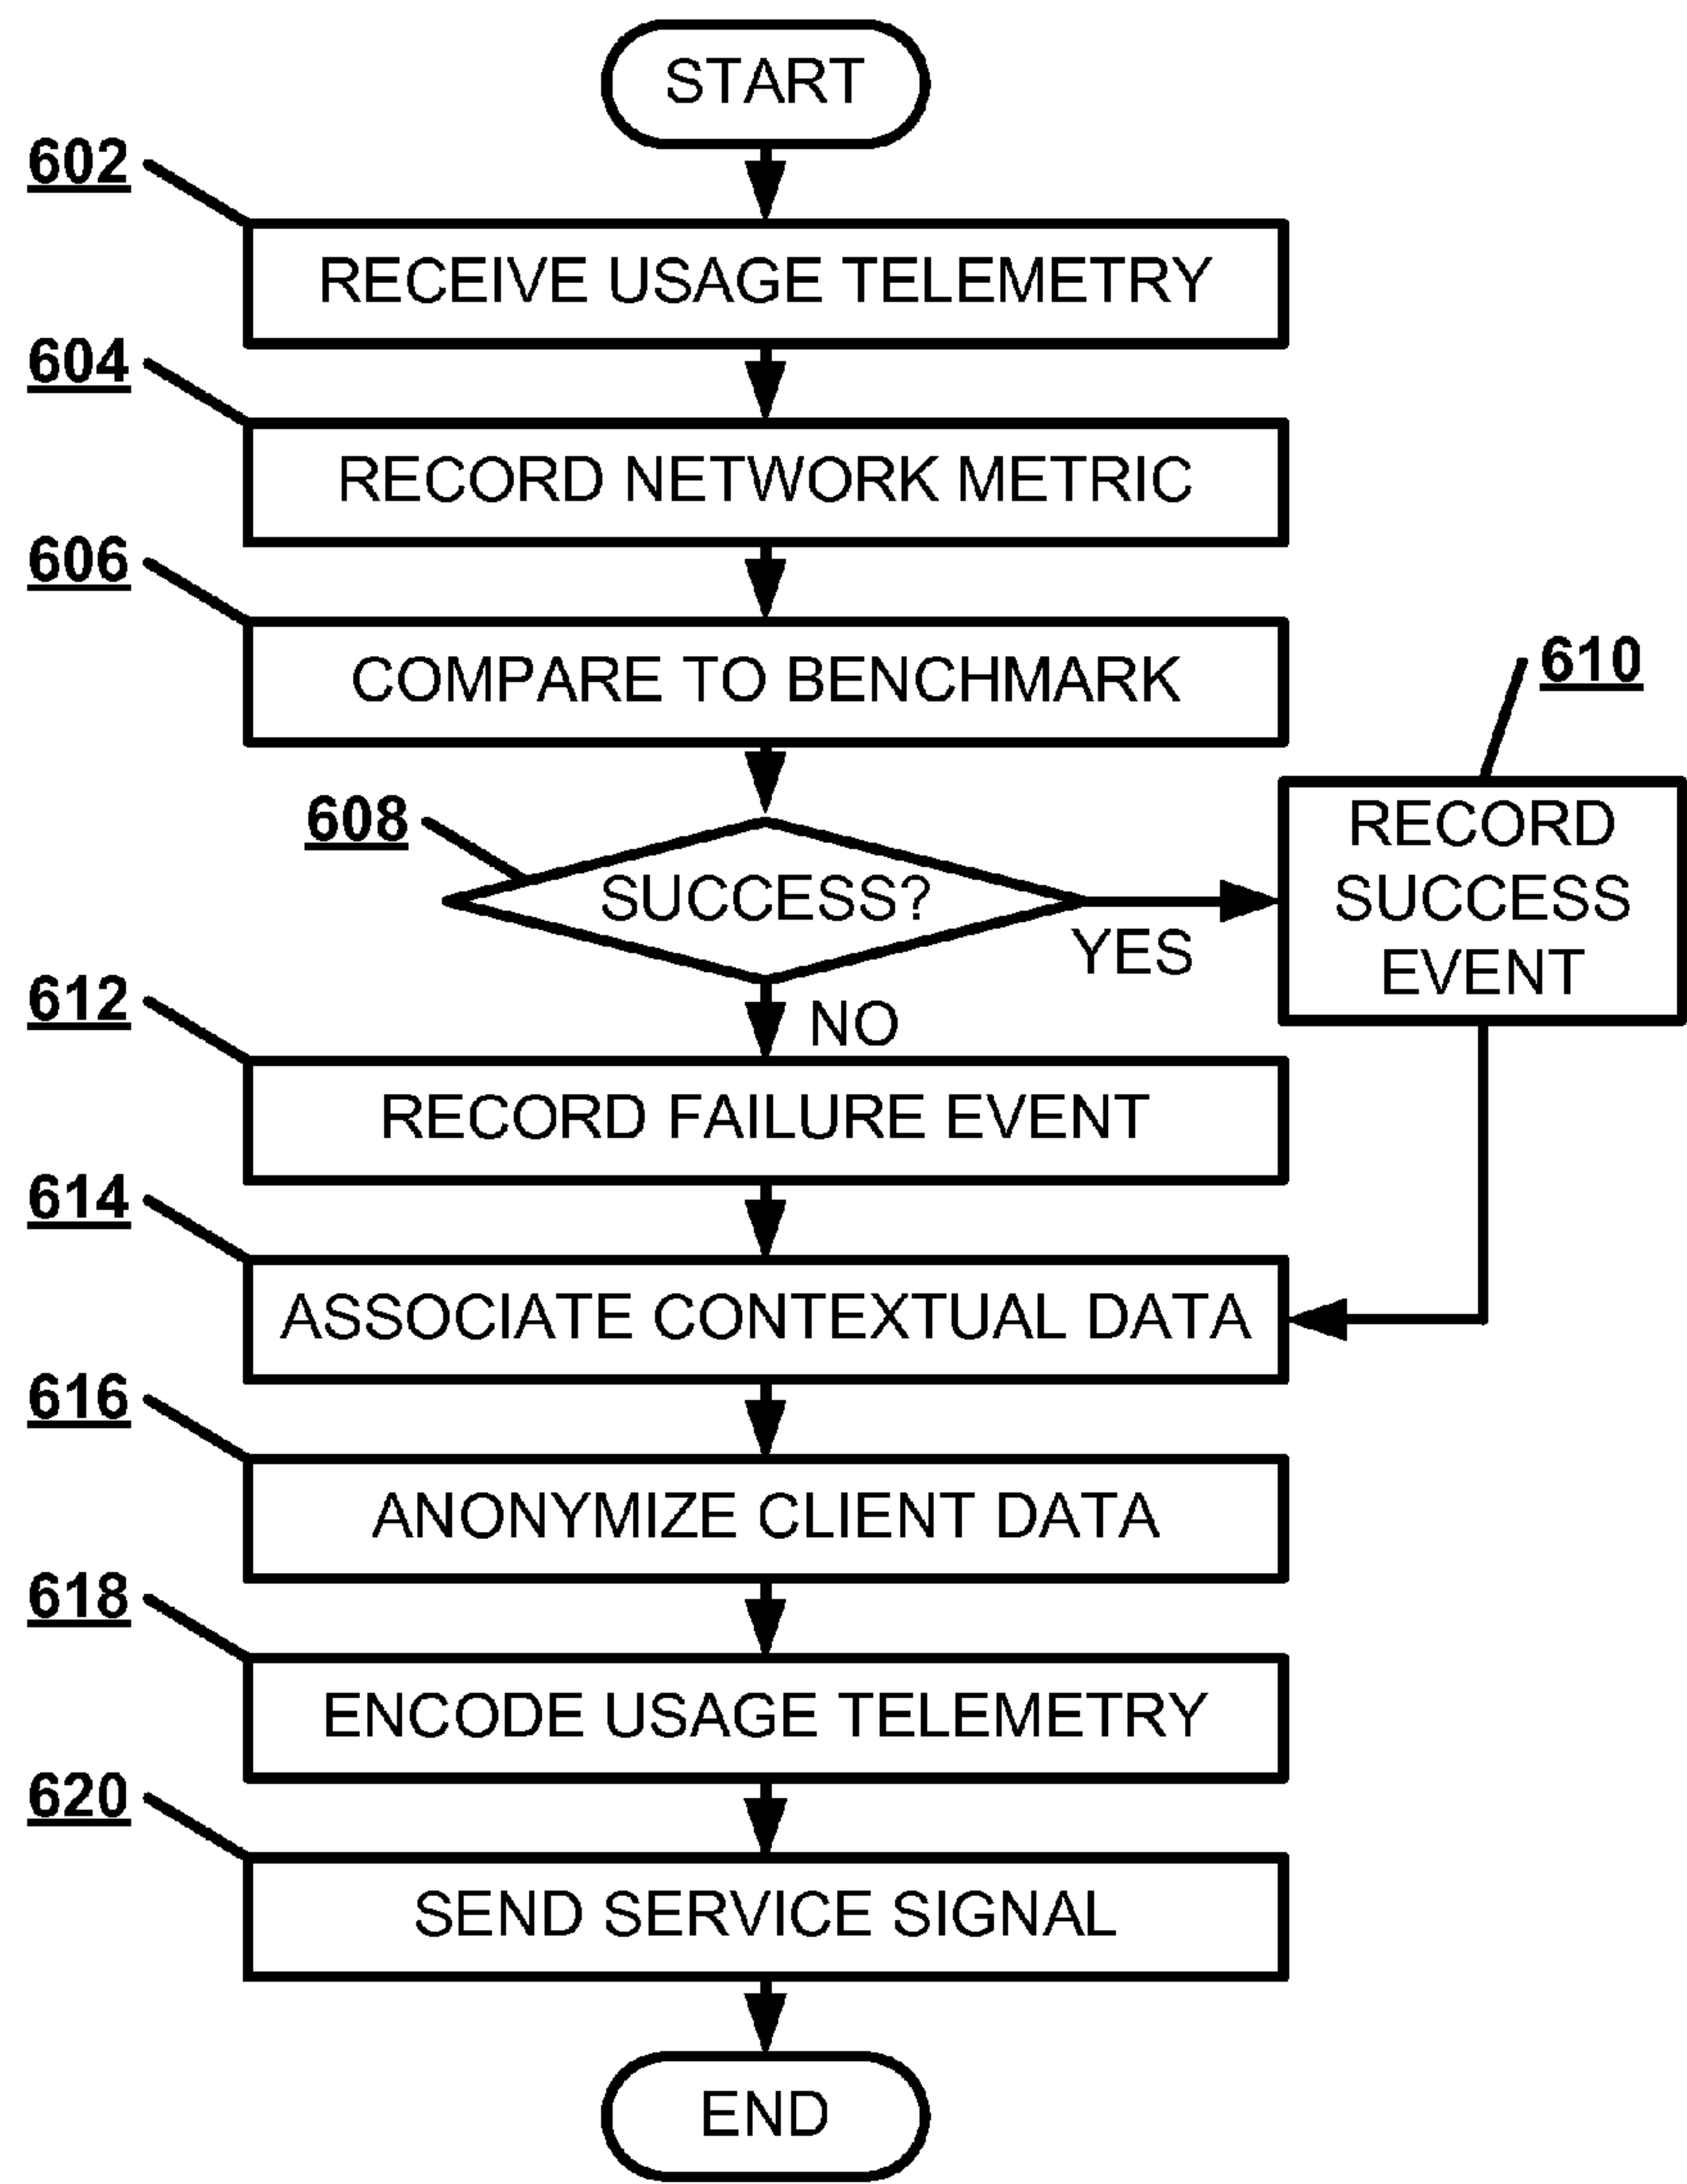 START
602
RECEIVE USAGE TELEMETRY
604
RECORD NETWORK METRIC
606
COMPARE TO BENCHMARK
610
608
SUCCESS?
YES
RECORD
SUCCESS
EVENT
NO
612
RECORD FAILURE EVENT
614
ASSOCIATE CONTEXTUAL DATA
616
ANONYMIZE CLIENT DATA
618
ENCODE USAGE TELEMETRY
620
SEND SERVICE SIGNAL
END